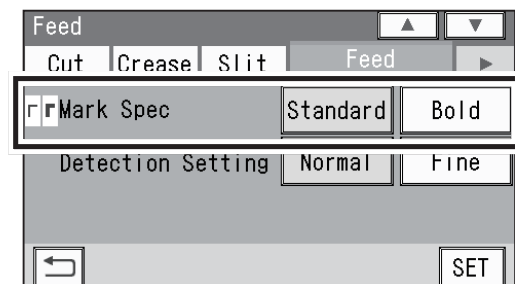 Feed ▲ ▼
Cut Crease Slit Feed ▶
Mark Spec Standard Bold
Detection Setting Normal Fine
SET